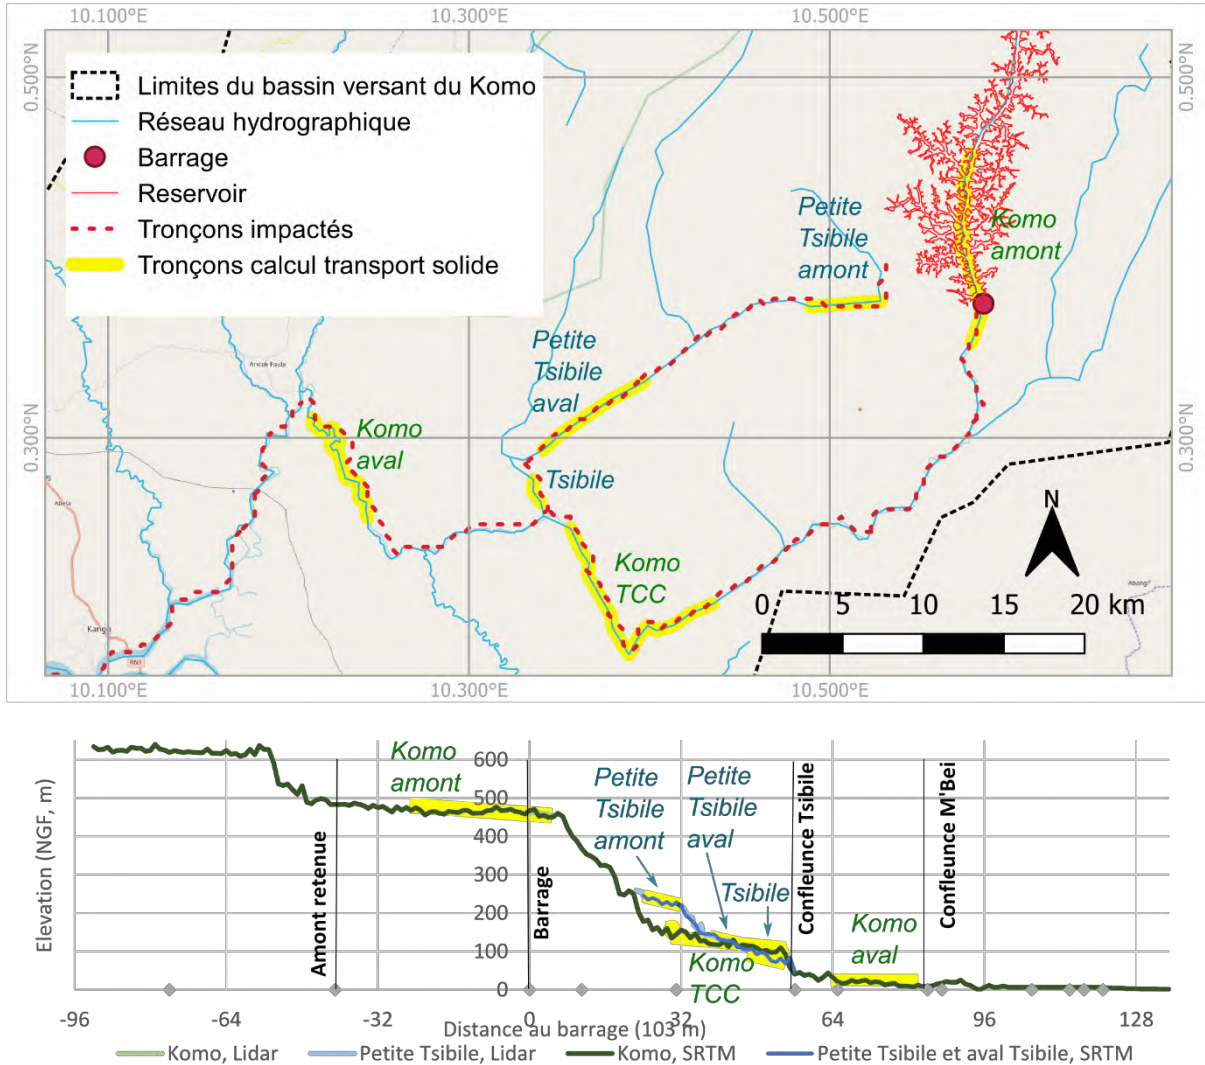 10.100°E 10.300°E 10.500°E
0.500°N
0.500°N
Limites du bassin versant du Komo
Réseau hydrographique
Barrage
Reservoir
Tronçons impactés
Tronçons calcul transport solide
Petite
Tsibile
amont
Komo
amont
Petite
Tsibile
aval
Komo
aval
Tsibile
Komo
TCC
0.300°N
0.300°N
N
0 5 10 15 20 km
Kango
RN1
10.100°E 10.300°E 10.500°E
Elevation (NGF, m)
600
500
400
300
200
100
0
Komo
amont
Petite
Tsibile
amont
Petite
Tsibile
aval
Tsibile
Komo
TCC
Komo
aval
Amont retenue
Barrage
Confleunce Tsibile
Confleunce M'Bei
-96 -64 -32 0 32 64 96 128
Distance au barrage (103 m)
Komo, Lidar Petite Tsibile, Lidar Komo, SRTM Petite Tsibile et aval Tsibile, SRTM